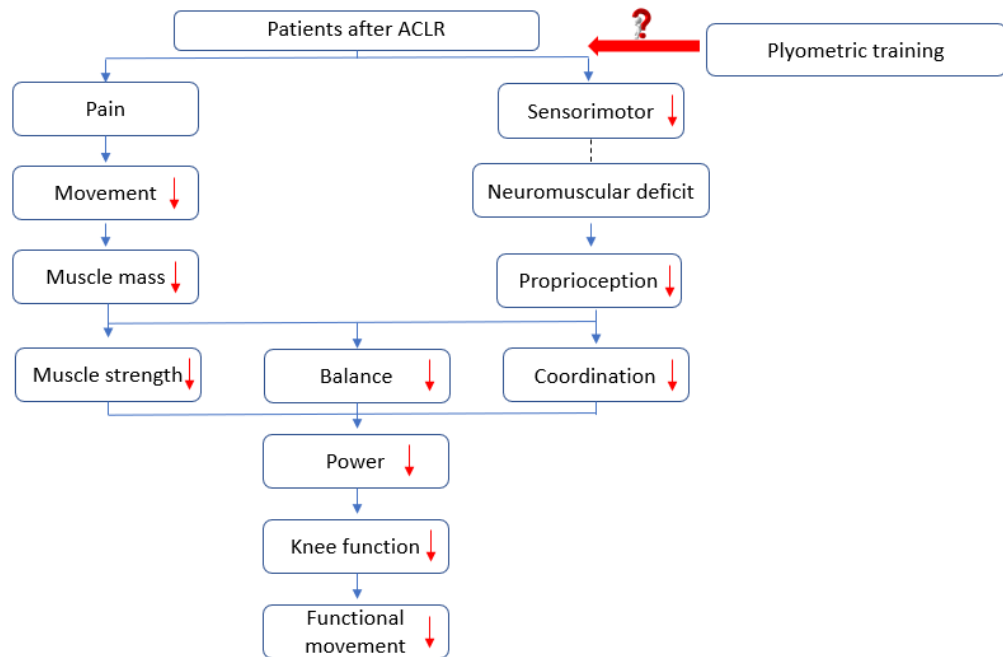 Patients after ACLR
?
Plyometric training
Pain
Sensorimotor
Movement
Neuromuscular deficit
Muscle mass
Proprioception
Muscle strength
Balance
Coordination
Power
Knee function
Functional
movement